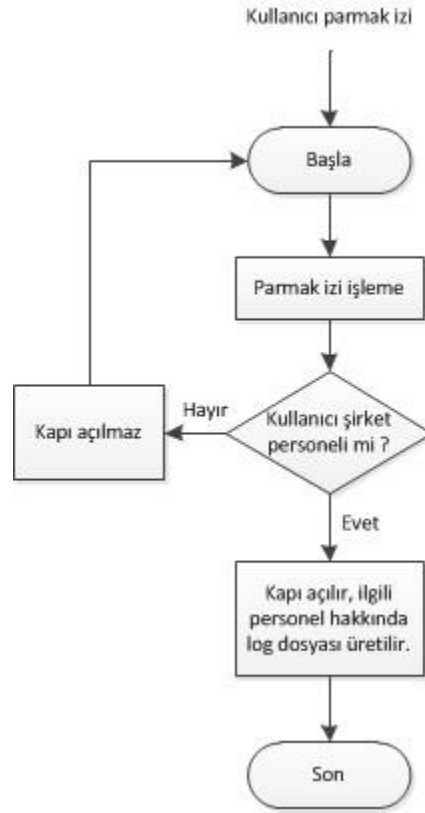 Kullanıcı parmak izi
Başla
Parmak izi işleme
Kullanıcı şirket
personeli mi ?
Hayır
Kapı açılmaz
Evet
Kapı açılır, ilgili
personel hakkında
log dosyası üretilir.
Son